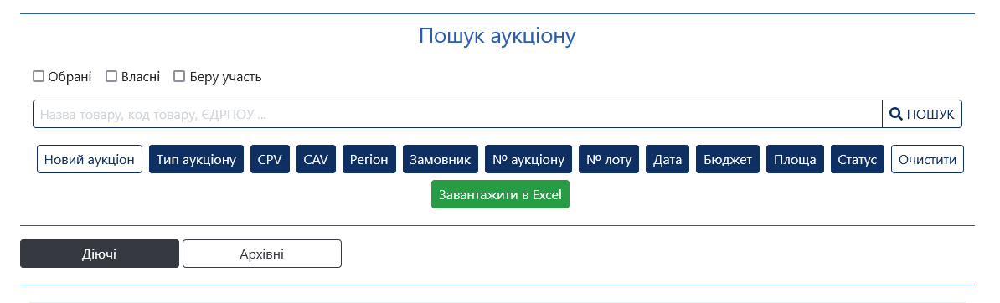 Пошук аукціону
Обрані Власні Беру участь
Назва товару, код товару, ЄДРПОУ ... ПОШУК
Новий аукціон Тип аукціону CPV CAV Регіон Замовник № аукціону № лоту Дата Бюджет Площа Статус Очистити
Завантажити в Excel
Діючі Архівні